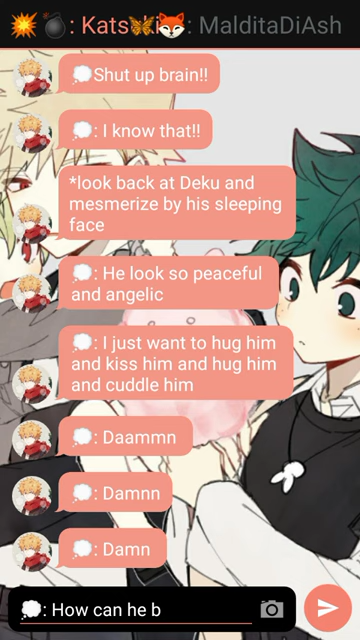 💥💣: Kats🦋ki🦊: MalditaDiAsh
💭Shut up brain!!
💭: I know that!!
*look back at Deku and
mesmerize by his sleeping
face
💭: He look so peaceful
and angelic
💭: I just want to hug him
and kiss him and hug him
and cuddle him
💭: Daammn
💭: Damnn
💭: Damn
💭: How can he b